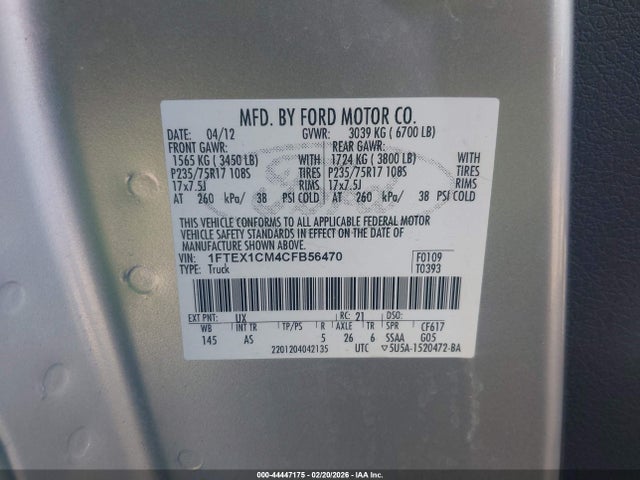 MFD. BY FORD MOTOR CO.
DATE: 04/12 GVWR: 3039 KG ( 6700 LB)
FRONT GAWR: REAR GAWR:
1565 KG ( 3450 LB) WITH 1724 KG ( 3800 LB) WITH
P235/75R17 108S TIRES P235/75R17 108S TIRES
17x7.5J RIMS 17x7.5J RIMS
AT 260 kPa/ 38 PSI COLD AT 260 kPa/ 38 PSI COLD
THIS VEHICLE CONFORMS TO ALL APPLICABLE FEDERAL MOTOR
VEHICLE SAFETY STANDARDS IN EFFECT ON THE DATE OF
MANUFACTURE SHOWN ABOVE.
VIN: 1FTEX1CM4CFB56470 F0109
TYPE: Truck T0393
EXT PNT: UX RC: 21 DSO:
WB INT TR TP/PS R AXLE TR SPR CF617
145 AS 5 26 6 SSAA G05
2201204042135 UTC ▽5U5A-1520472-BA
000-44447175 - 02/20/2026 - IAA Inc.